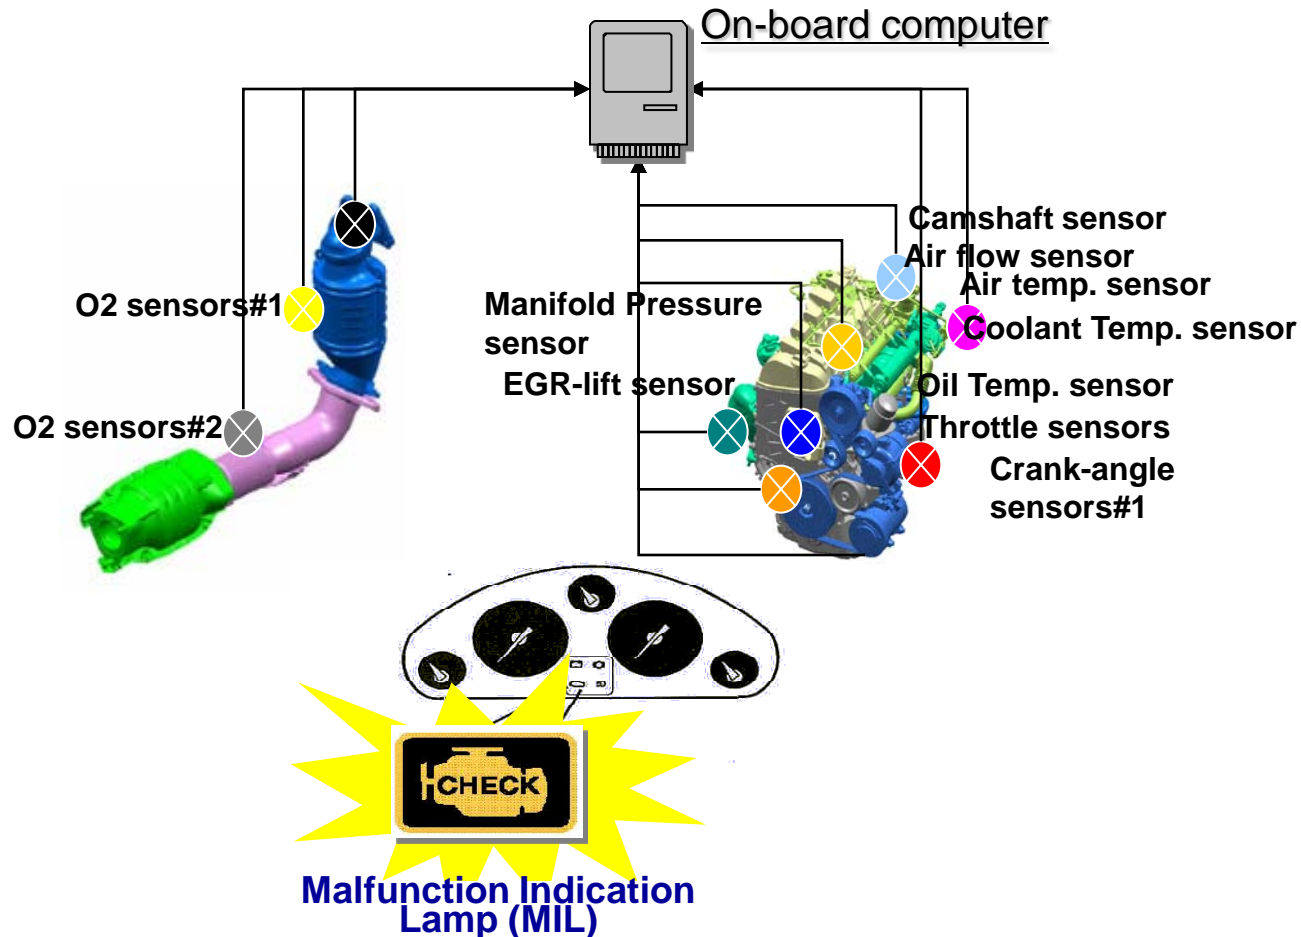 On-board computer
Camshaft sensor
Air flow sensor
Air temp. sensor
O2 sensors#1
Manifold Pressure
sensor
Coolant Temp. sensor
EGR-lift sensor
Oil Temp. sensor
O2 sensors#2
Throttle sensors
Crank-angle
sensors#1
CHECK
Malfunction Indication
Lamp (MIL)